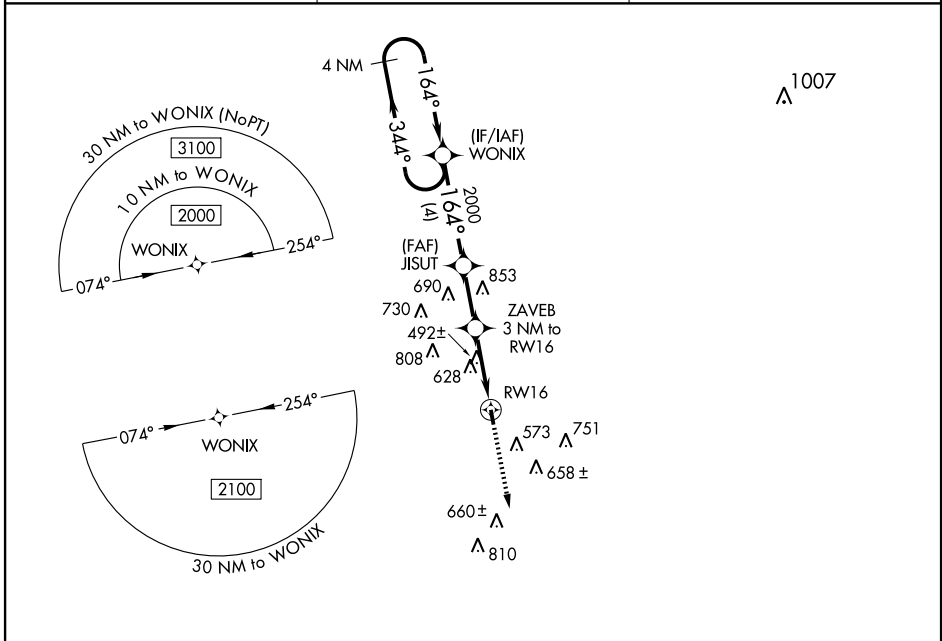 1007
4 NM
164°
344°
(IF/IAF)
WONIX
30 NM to WONIX (NoPT)
3100
10 NM to WONIX
2000
WONIX
074°
254°
2000
164°
(4)
(FAF)
JISUT
853
690
730
ZAVEB
3 NM to
RW16
492±
808
628
RW16
573
751
658 ±
660±
810
074°
254°
WONIX
2100
30 NM to WONIX